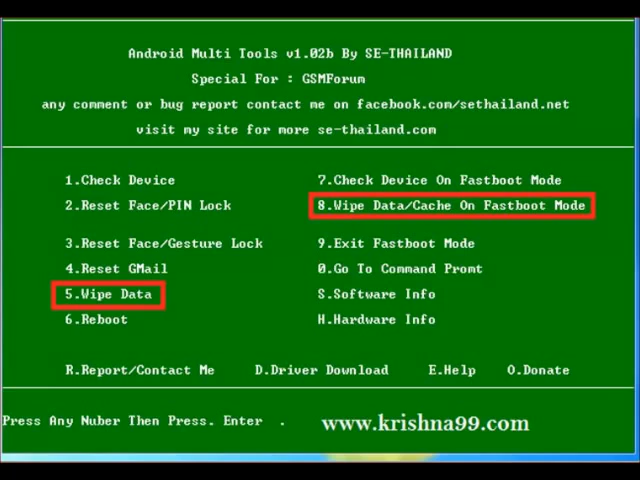 Android Multi Tools v1.02b By SE-THAILAND
Special For : GSMForum
any comment or bug report contact me on facebook.com/sethailand.net
visit my site for more se-thailand.com
1.Check Device
7.Check Device On Fastboot Mode
2.Reset Face/PIN Lock
8.Wipe Data/Cache On Fastboot Mode
3.Reset Face/Gesture Lock
9.Exit Fastboot Mode
4.Reset GMail
0.Go To Command Promt
5.Wipe Data
S.Software Info
6.Reboot
H.Hardware Info
R.Report/Contact Me D.Driver Download E.Help O.Donate
Press Any Nuber Then Press. Enter .
www.krishna99.com